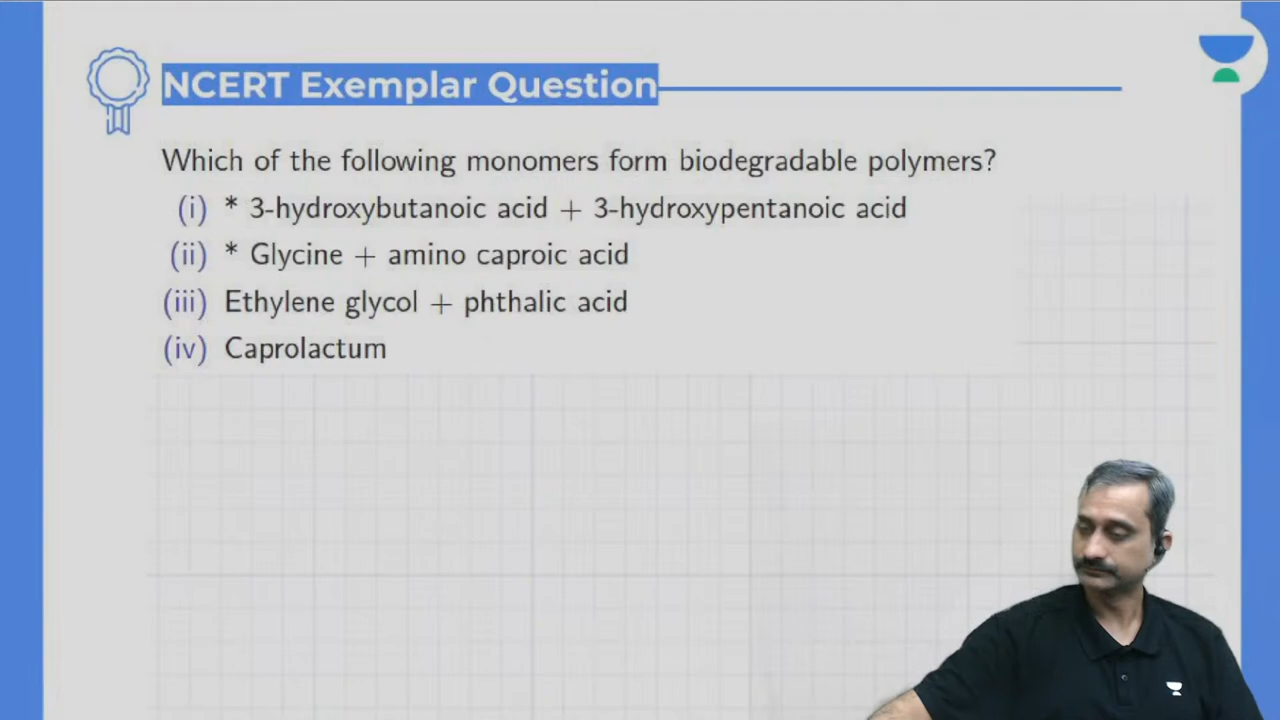 NCERT Exemplar Question
Which of the following monomers form biodegradable polymers?
(i) * 3-hydroxybutanoic acid + 3-hydroxypentanoic acid
(ii) * Glycine + amino caproic acid
(iii) Ethylene glycol + phthalic acid
(iv) Caprolactum